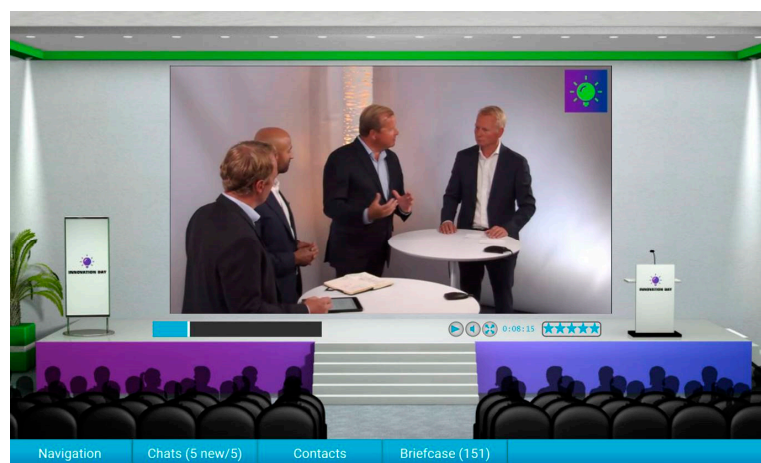 INNOVATION DAY
INNOVATION DAY
0:08:15
Navigation
Chats (5 new/5)
Contacts
Briefcase (151)